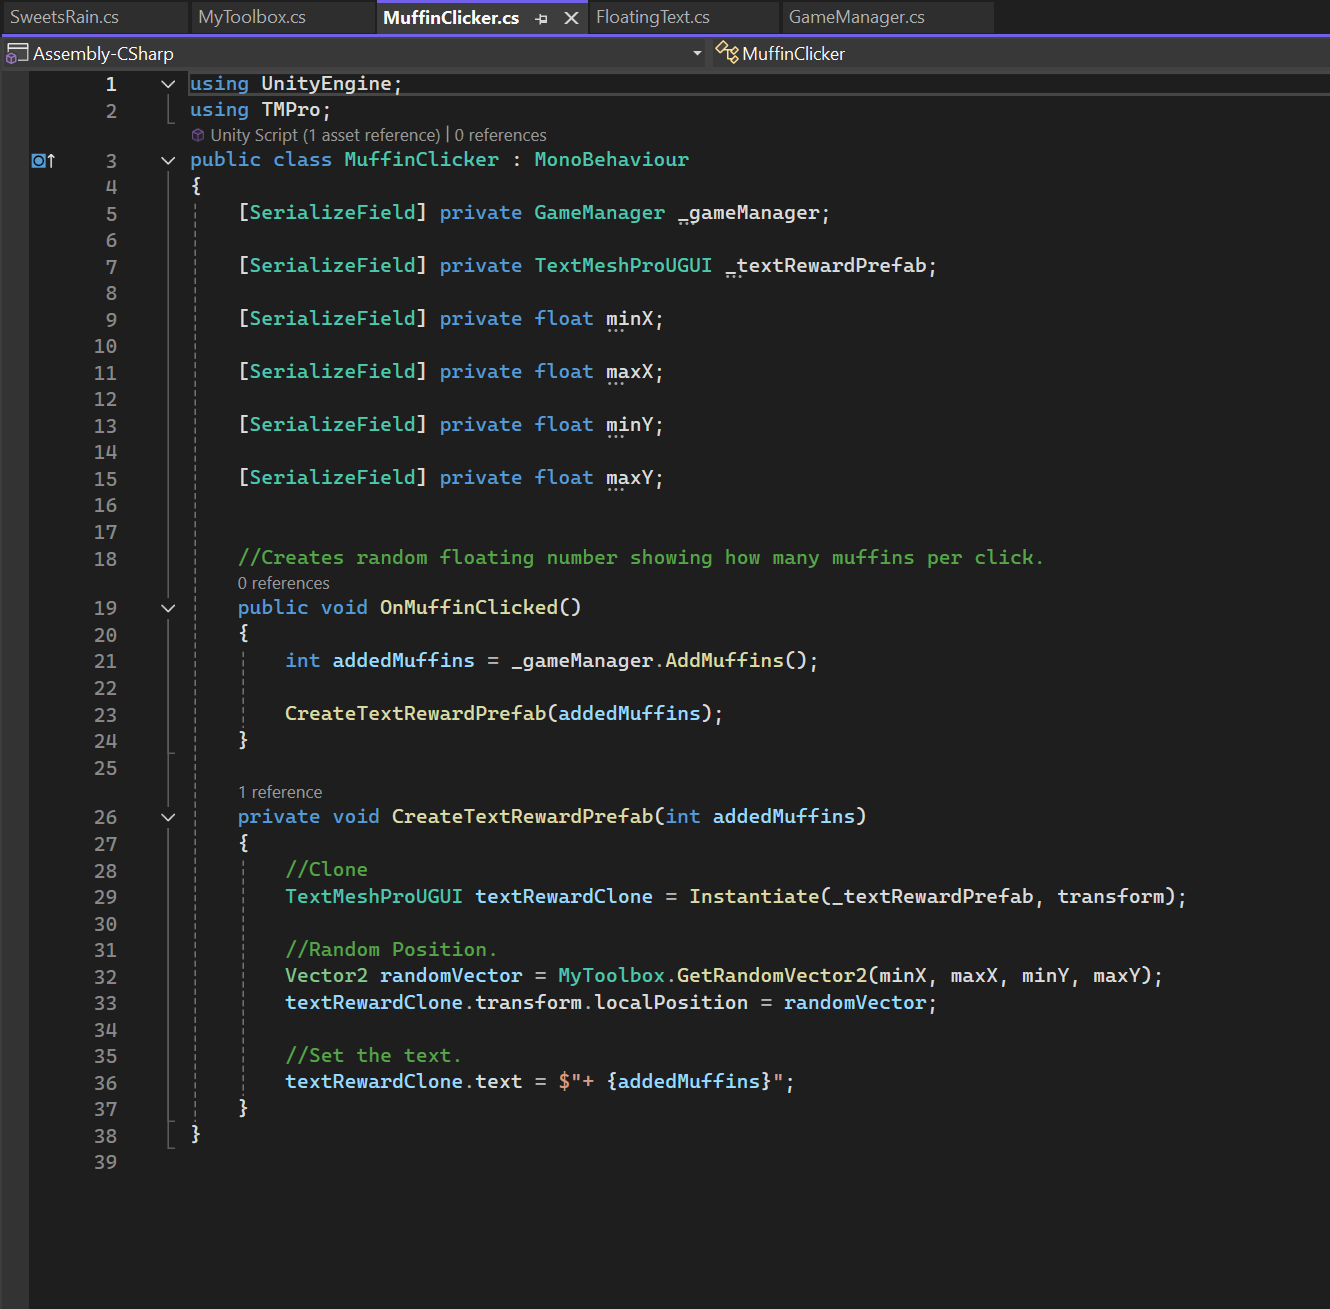 SweetsRain.cs MyToolbox.cs MuffinClicker.cs FloatingText.cs GameManager.cs
Assembly-CSharp MuffinClicker
1 using UnityEngine;
2 using TMPro;
Unity Script (1 asset reference) | 0 references
3 public class MuffinClicker : MonoBehaviour
4 {
5 [SerializeField] private GameManager _gameManager;
6
7 [SerializeField] private TextMeshProUGUI _textRewardPrefab;
8
9 [SerializeField] private float minX;
10
11 [SerializeField] private float maxX;
12
13 [SerializeField] private float minY;
14
15 [SerializeField] private float maxY;
16
17
18 //Creates random floating number showing how many muffins per click.
0 references
19 public void OnMuffinClicked()
20 {
21 int addedMuffins = _gameManager.AddMuffins();
22
23 CreateTextRewardPrefab(addedMuffins);
24 }
25
1 reference
26 private void CreateTextRewardPrefab(int addedMuffins)
27 {
28 //Clone
29 TextMeshProUGUI textRewardClone = Instantiate(_textRewardPrefab, transform);
30
31 //Random Position.
32 Vector2 randomVector = MyToolbox.GetRandomVector2(minX, maxX, minY, maxY);
33 textRewardClone.transform.localPosition = randomVector;
34
35 //Set the text.
36 textRewardClone.text = $"+ {addedMuffins}";
37 }
38 }
39